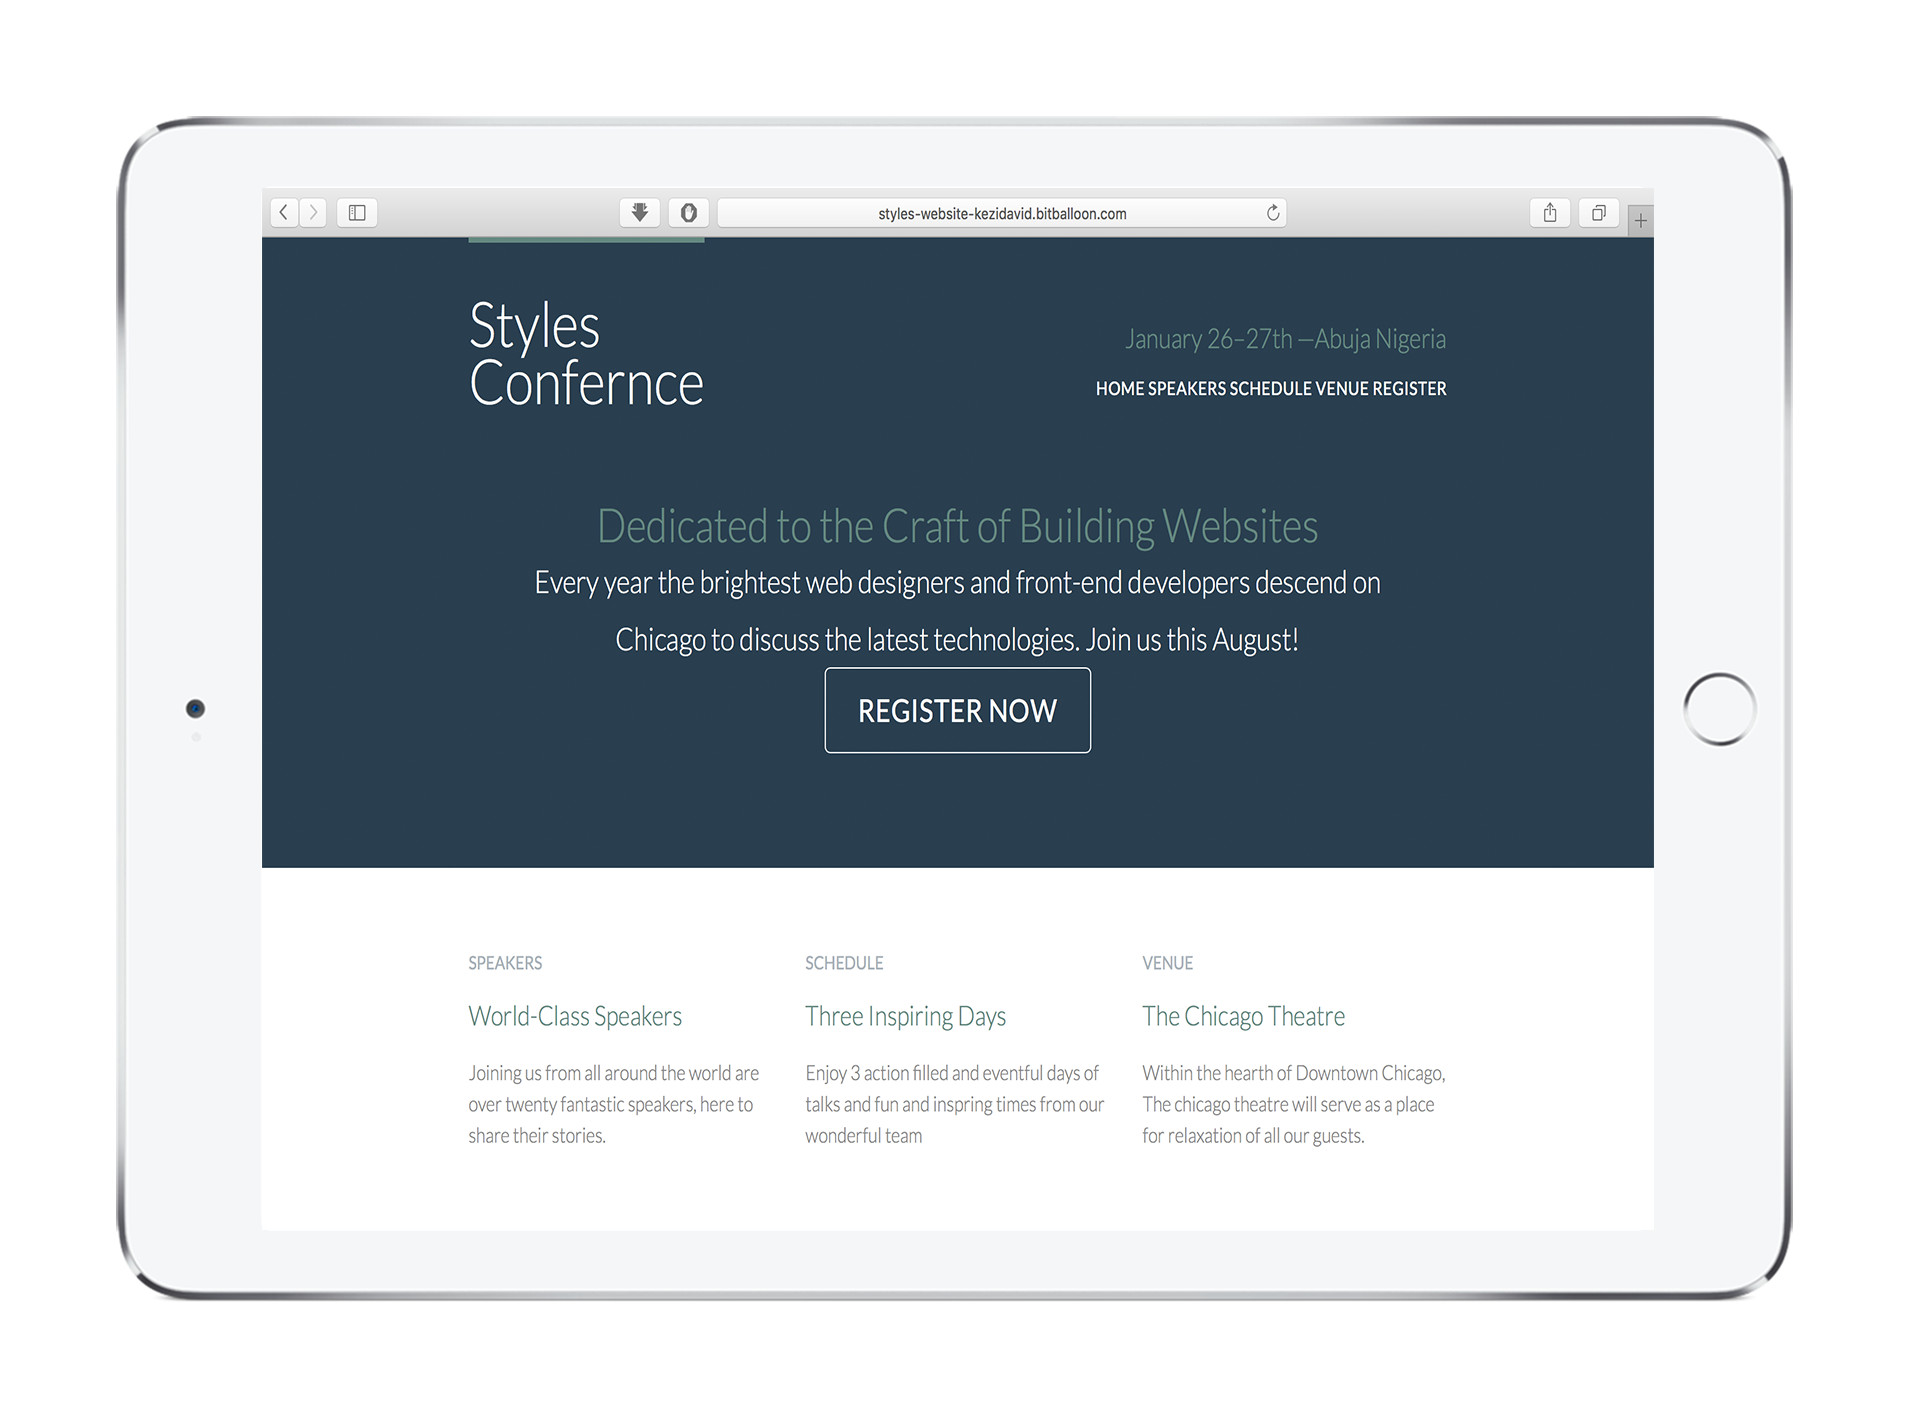 styles-website-kezidavid.bitballoon.com
Styles
Confernce
January 26–27th —Abuja Nigeria
HOME SPEAKERS SCHEDULE VENUE REGISTER
Dedicated to the Craft of Building Websites
Every year the brightest web designers and front-end developers descend on
Chicago to discuss the latest technologies. Join us this August!
REGISTER NOW
SPEAKERS
World-Class Speakers
Joining us from all around the world are
over twenty fantastic speakers, here to
share their stories.
SCHEDULE
Three Inspiring Days
Enjoy 3 action filled and eventful days of
talks and fun and inspring times from our
wonderful team
VENUE
The Chicago Theatre
Within the hearth of Downtown Chicago,
The chicago theatre will serve as a place
for relaxation of all our guests.